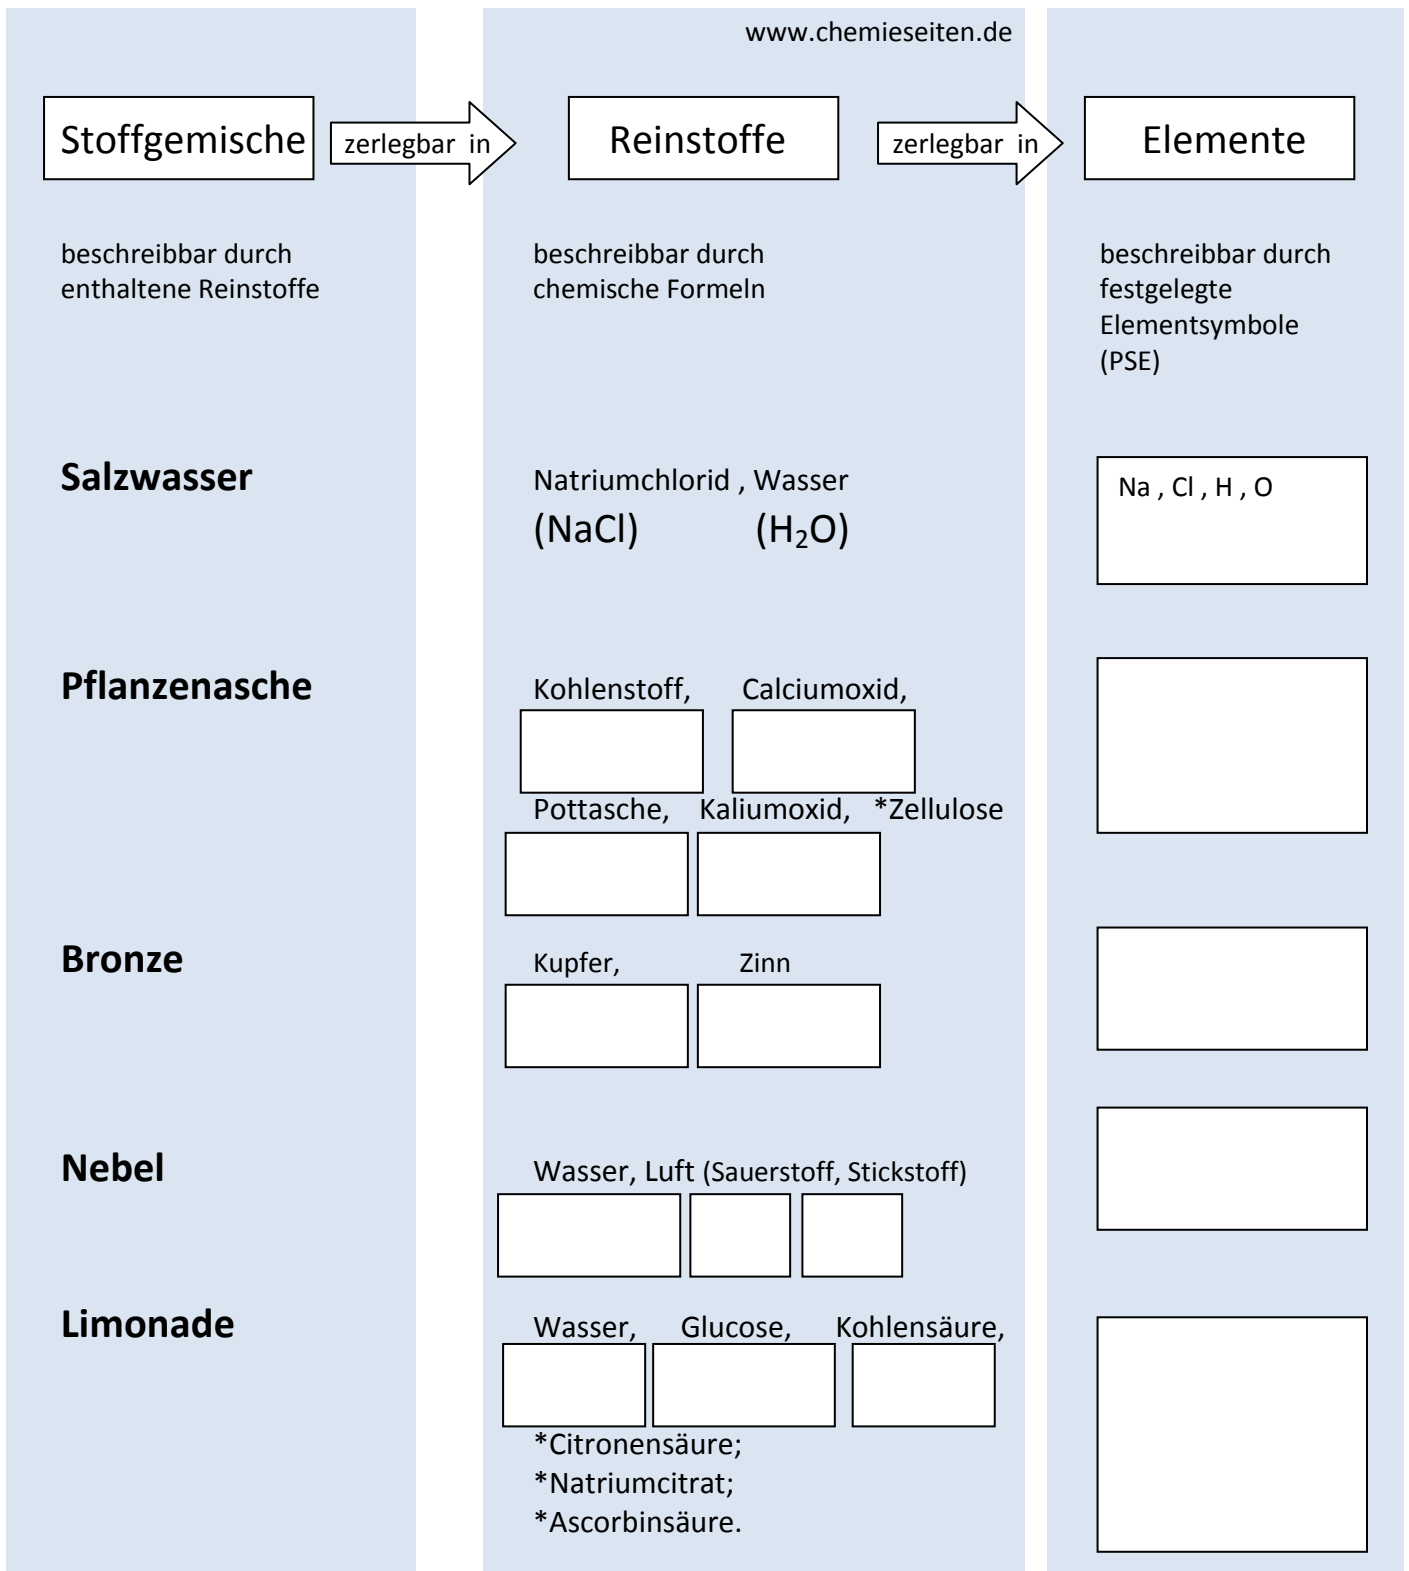 www.chemieseiten.de
Stoffgemische
zerlegbar in
Reinstoffe
zerlegbar in
Elemente
beschreibbar durch
enthaltene Reinstoffe
beschreibbar durch
chemische Formeln
beschreibbar durch
festgelegte
Elementsymbole
(PSE)
Salzwasser
Natriumchlorid , Wasser
(NaCl) (H₂O)
Na , Cl , H , O
Pflanzenasche
Kohlenstoff, Calciumoxid,
Pottasche, Kaliumoxid, *Zellulose
Bronze
Kupfer, Zinn
Nebel
Wasser, Luft (Sauerstoff, Stickstoff)
Limonade
Wasser, Glucose, Kohlensäure,
*Citronensäure;
*Natriumcitrat;
*Ascorbinsäure.